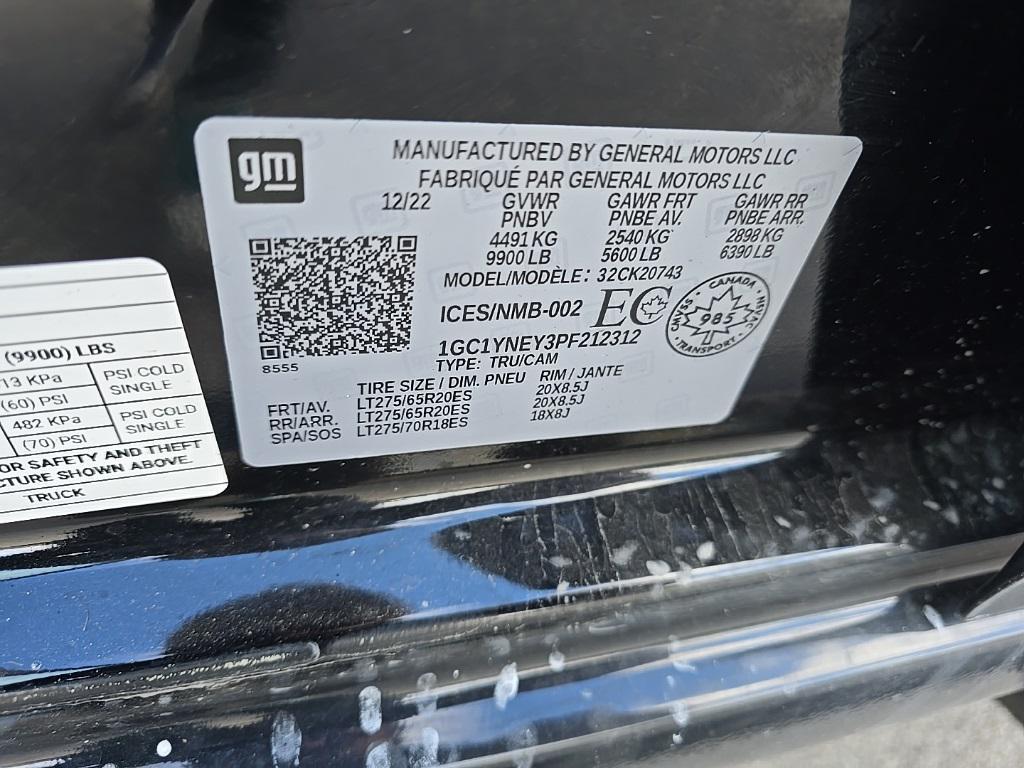 gm
MANUFACTURED BY GENERAL MOTORS LLC
FABRIQUÉ PAR GENERAL MOTORS LLC
12/22 GVWR GAWR FRT GAWR RR
PNBV PNBE AV. PNBE ARR.
4491 KG 2540 KG 2898 KG
9900 LB 5600 LB 6390 LB
MODEL/MODÈLE: 32CK20743
ICES/NMB-002 EC
CANADA
NSVAC
985
SAMO
TRANSPORT
1GC1YNEY3PF212312
TYPE: TRU/CAM
8555
TIRE SIZE / DIM. PNEU RIM / JANTE
FRT/AV. LT275/65R20ES 20X8.5J
RR/ARR. LT275/65R20ES 20X8.5J
SPA/SOS LT275/70R18ES 18X8J
(9900) LBS
13 KPa PSI COLD
(60) PSI SINGLE
482 KPa PSI COLD
(70) PSI SINGLE
OR SAFETY AND THEFT
CTURE SHOWN ABOVE.
TRUCK